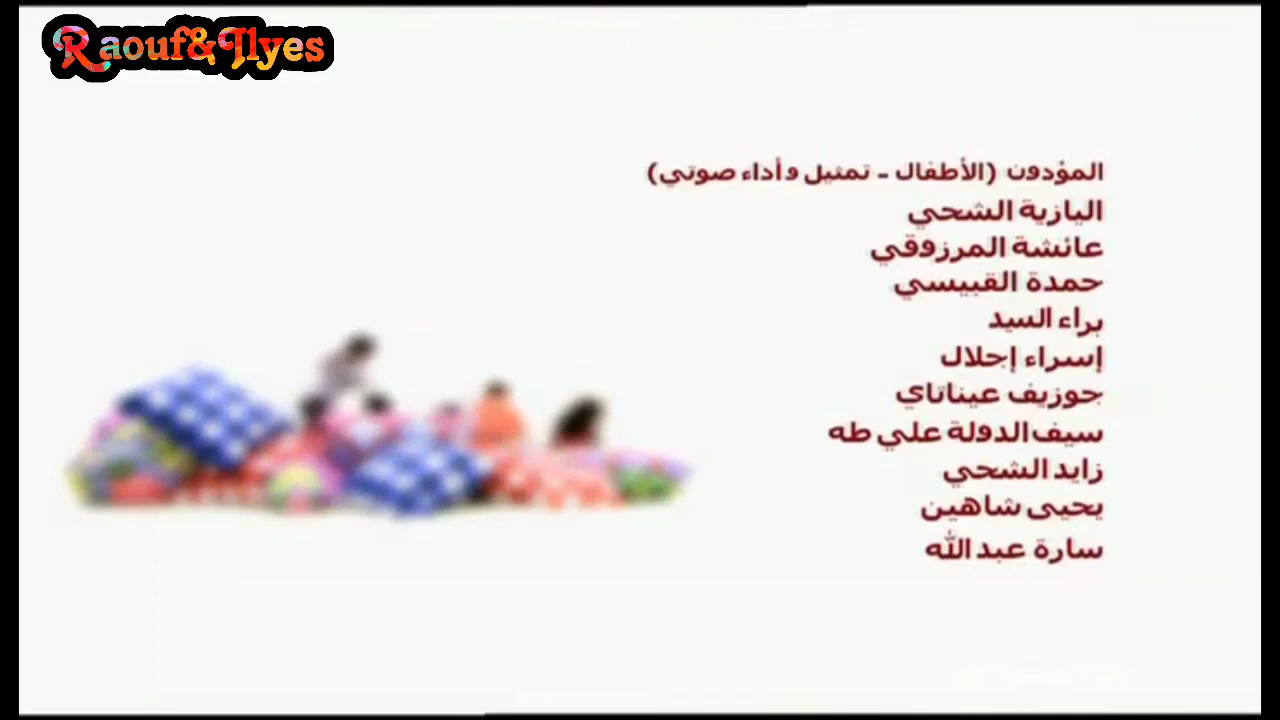 Raouf&Ilyes
المؤدون (الأطفال - تمثيل وأداء صوتي)
اليازية الشحي
عائشة المرزوقي
حمدة القبيسي
براء السيد
إسراء إجلال
جوزيف عيناتاي
سيف الدولة علي طه
زايد الشحي
يحيى شاهين
سارة عبد الله